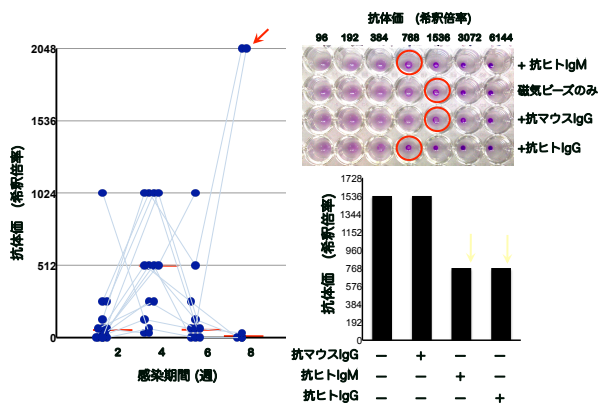 抗体価 (希釈倍率)
96 192 384 768 1536 3072 6144
+ 抗ヒトIgM
磁気ビーズのみ
+抗マウスIgG
+抗ヒトIgG
抗体価 (希釈倍率)
2048
1536
1024
512
0
2 4 6 8
感染期間 (週)
抗体価 (希釈倍率)
1728
1536
1344
1152
960
768
576
384
192
0
抗マウスIgG － ＋ － －
抗ヒトIgM － － ＋ －
抗ヒトIgG － － － ＋